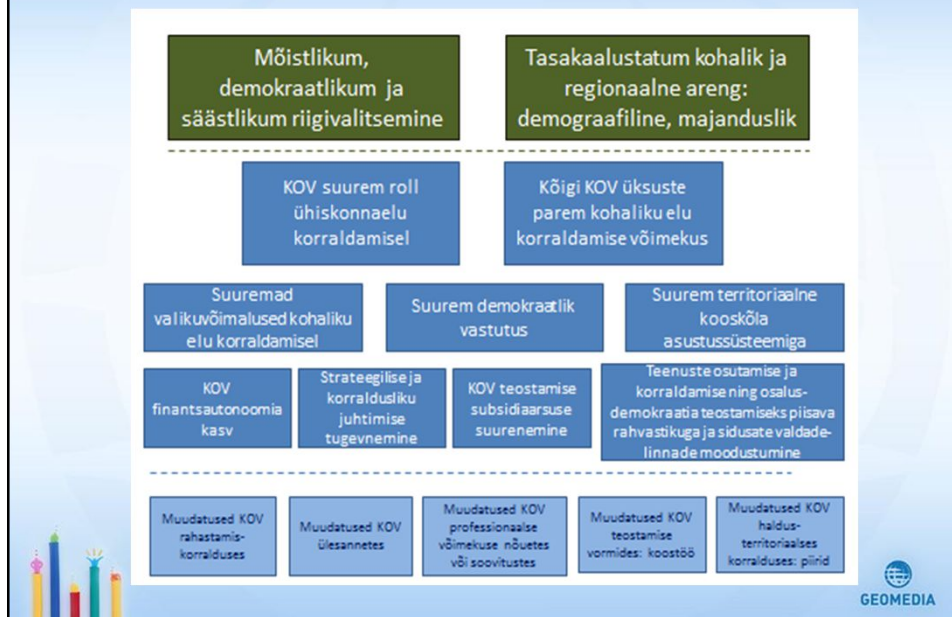 Mõistlikum,
demokraatlikum ja
säästlikum riigivalitsemine
Tasakaalustatum kohalik ja
regionaalne areng:
demograafiline, majanduslik
KOV suurem roll
ühiskonnaelu
korraldamisel
Kõigi KOV üksuste
parem kohaliku elu
korraldamise võimekus
Suuremad
valikuvõimalused kohaliku
elu korraldamisel
Suurem demokraatlik
vastutus
Suurem territoriaalne
kooskõla
asustussüsteemiga
KOV
finantsautonoomia
kasv
Strateegilise ja
korraldusliku
juhtimise
tugevnemine
KOV teostamise
subsidiaarsuse
suurenemine
Teenuste osutamise ja
korraldamise ning osalus-
demokraatia teostamiseks piisava
rahvastikuga ja sidusate valdade-
linnade moodustumine
Muudatused KOV
rahastamis-
korralduses
Muudatused KOV
ülesannetes
Muudatused KOV
professionaalse
võimekuse nõuetes
või soovitustes
Muudatused KOV
teostamise
vormides: koostöö
Muudatused KOV
haldus-
territoriaalses
korralduses: piirid
GEOMEDIA